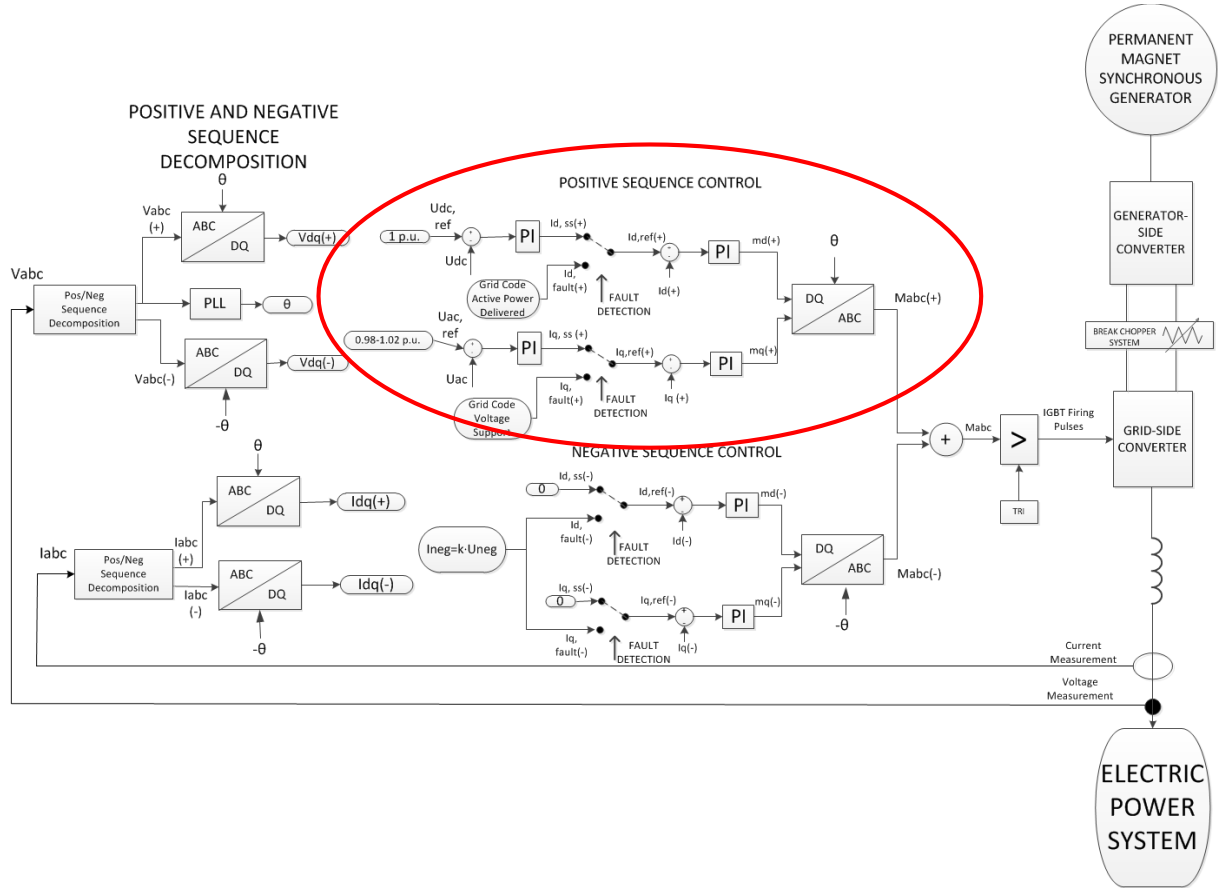 PERMANENT
MAGNET
SYNCHRONOUS
GENERATOR
POSITIVE AND NEGATIVE
SEQUENCE
DECOMPOSITION
θ
Vabc
(+)
ABC
DQ
Vdq(+)
Vabc
Pos/Neg
Sequence
Decomposition
PLL
θ
ABC
DQ
Vdq(-)
Vabc(-)
-θ
POSITIVE SEQUENCE CONTROL
Udc,
ref
1 p.u.
+
-
Udc
PI
Id, ss(+)
Id,ref(+)
+
-
Id(+)
PI
md(+)
Grid Code
Active Power
Delivered
Id,
fault(+)
FAULT
DETECTION
Uac,
ref
0.98-1.02 p.u.
+
-
Uac
PI
Iq, ss (+)
Iq,ref(+)
+
-
Iq (+)
PI
mq(+)
Grid Code
Voltage
Support
Iq,
fault(+)
FAULT
DETECTION
θ
DQ
ABC
Mabc(+)
GENERATOR-
SIDE
CONVERTER
BREAK CHOPPER
SYSTEM
GRID-SIDE
CONVERTER
IGBT Firing
Pulses
+
Mabc
>
TRI
NEGATIVE SEQUENCE CONTROL
0
Id, ss(-)
Id,ref(-)
+
-
Id(-)
PI
md(-)
Ineg=k·Uneg
Id,
fault(-)
FAULT
DETECTION
0
Iq, ss(-)
Iq,ref(-)
+
-
Iq(-)
PI
mq(-)
Iq,
fault(-)
FAULT
DETECTION
DQ
ABC
Mabc(-)
-θ
θ
ABC
DQ
Idq(+)
Iabc
Pos/Neg
Sequence
Decomposition
Iabc
(+)
Iabc
(-)
ABC
DQ
Idq(-)
-θ
Current
Measurement
Voltage
Measurement
ELECTRIC
POWER
SYSTEM